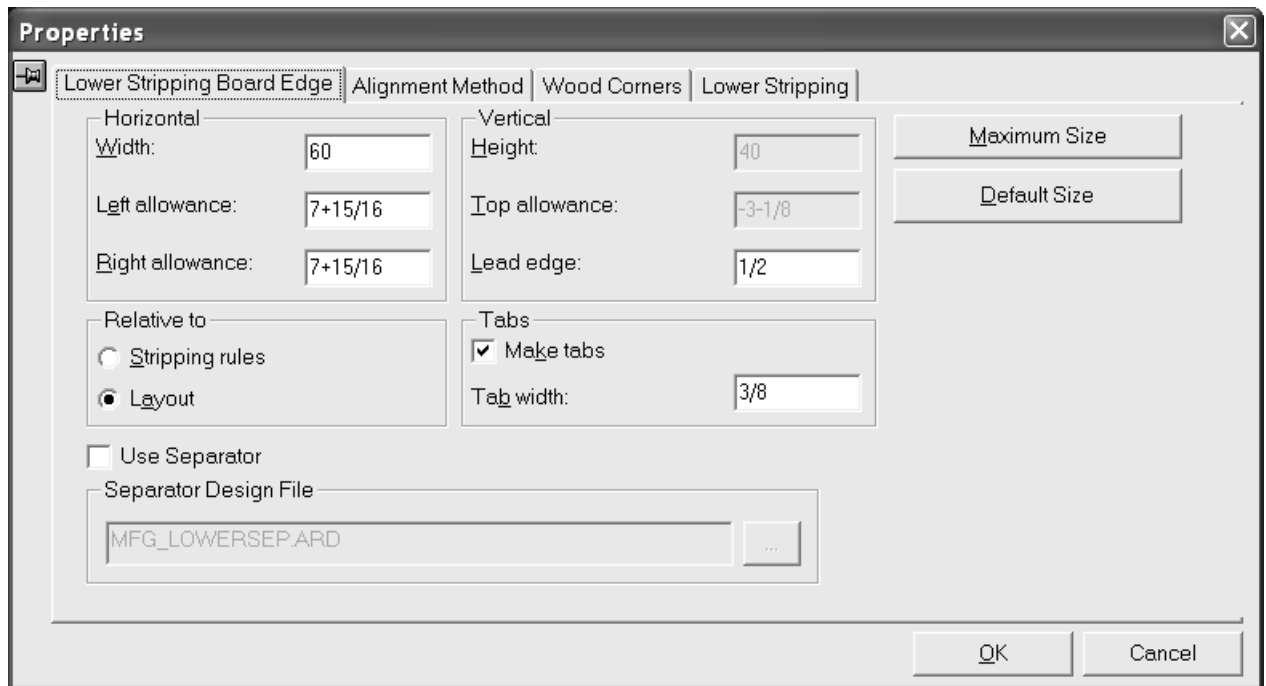 Properties
Lower Stripping Board Edge Alignment Method Wood Corners Lower Stripping
Horizontal
Width: 60
Left allowance: 7+15/16
Right allowance: 7+15/16
Vertical
Height: 40
Top allowance: -3-1/8
Lead edge: 1/2
Maximum Size
Default Size
Relative to
Stripping rules
Layout
Tabs
Make tabs
Tab width: 3/8
Use Separator
Separator Design File
MFG_LOWERSEP.ARD ...
OK Cancel